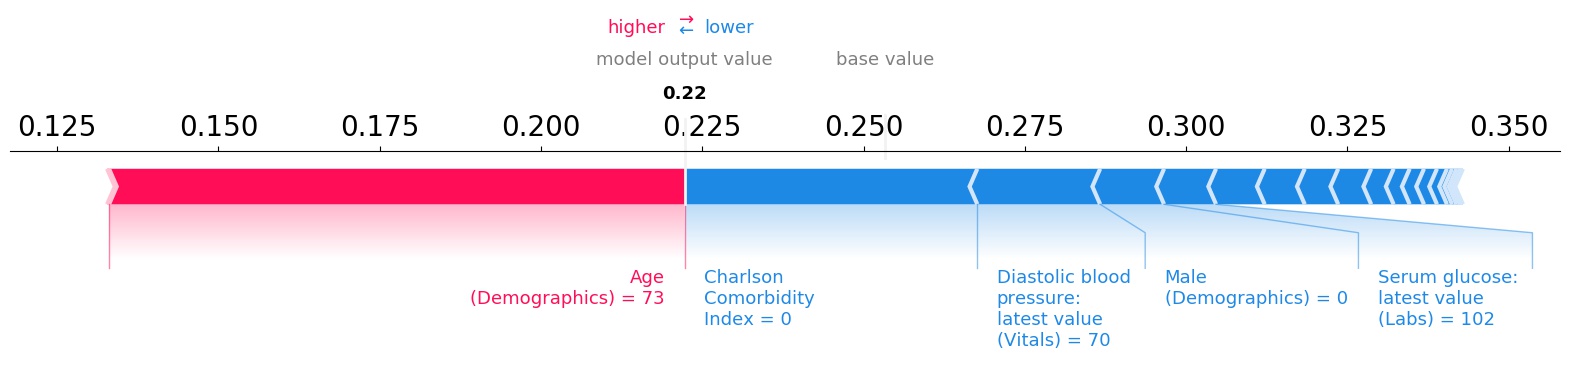 higher → lower
←
model output value base value
0.22
0.125 0.150 0.175 0.200 0.225 0.250 0.275 0.300 0.325 0.350
Age
(Demographics) = 73
Charlson
Comorbidity
Index = 0
Diastolic blood
pressure:
latest value
(Vitals) = 70
Male
(Demographics) = 0
Serum glucose:
latest value
(Labs) = 102